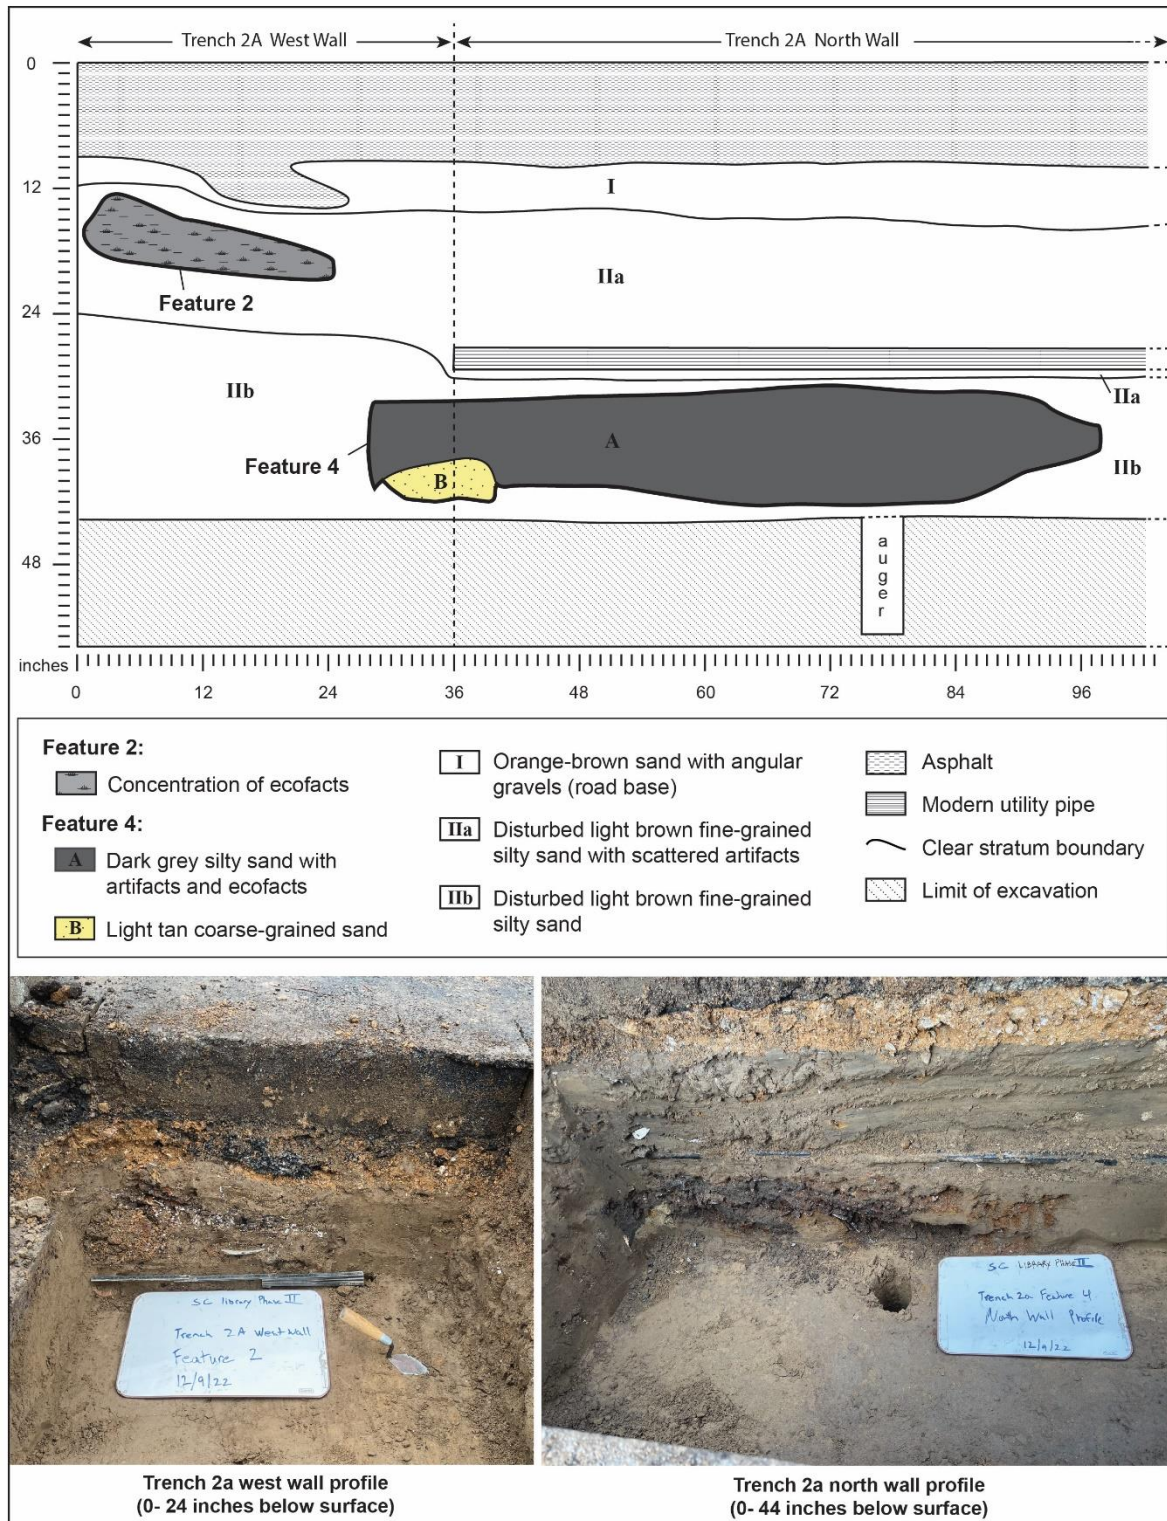 Trench 2A West Wall
Trench 2A North Wall
0
12
24
36
48
I
IIa
Feature 2
IIb
IIa
Feature 4
A
B
IIb
auger
inches
0 12 24 36 48 60 72 84 96
Feature 2:
Concentration of ecofacts
Feature 4:
A Dark grey silty sand with
artifacts and ecofacts
B Light tan coarse-grained sand
I Orange-brown sand with angular
gravels (road base)
IIa Disturbed light brown fine-grained
silty sand with scattered artifacts
IIb Disturbed light brown fine-grained
silty sand
Asphalt
Modern utility pipe
Clear stratum boundary
Limit of excavation
SC library Phase II
Trench 2A West Wall
Feature 2
12/9/22
SC LIBRARY PHASE II
Trench 2a Feature 4
North Wall Profile
12/9/22
Trench 2a west wall profile
(0- 24 inches below surface)
Trench 2a north wall profile
(0- 44 inches below surface)